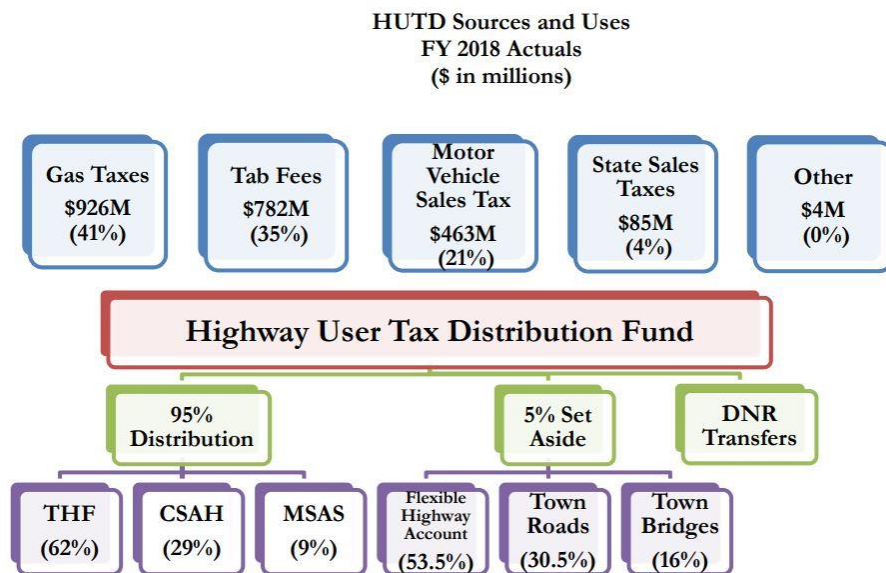 HUTD Sources and Uses
FY 2018 Actuals
($ in millions)
Gas Taxes
$926M
(41%)
Tab Fees
$782M
(35%)
Motor
Vehicle
Sales Tax
$463M
(21%)
State Sales
Taxes
$85M
(4%)
Other
$4M
(0%)
Highway User Tax Distribution Fund
95%
Distribution
5% Set
Aside
DNR
Transfers
THF
(62%)
CSAH
(29%)
MSAS
(9%)
Flexible
Highway
Account
(53.5%)
Town
Roads
(30.5%)
Town
Bridges
(16%)